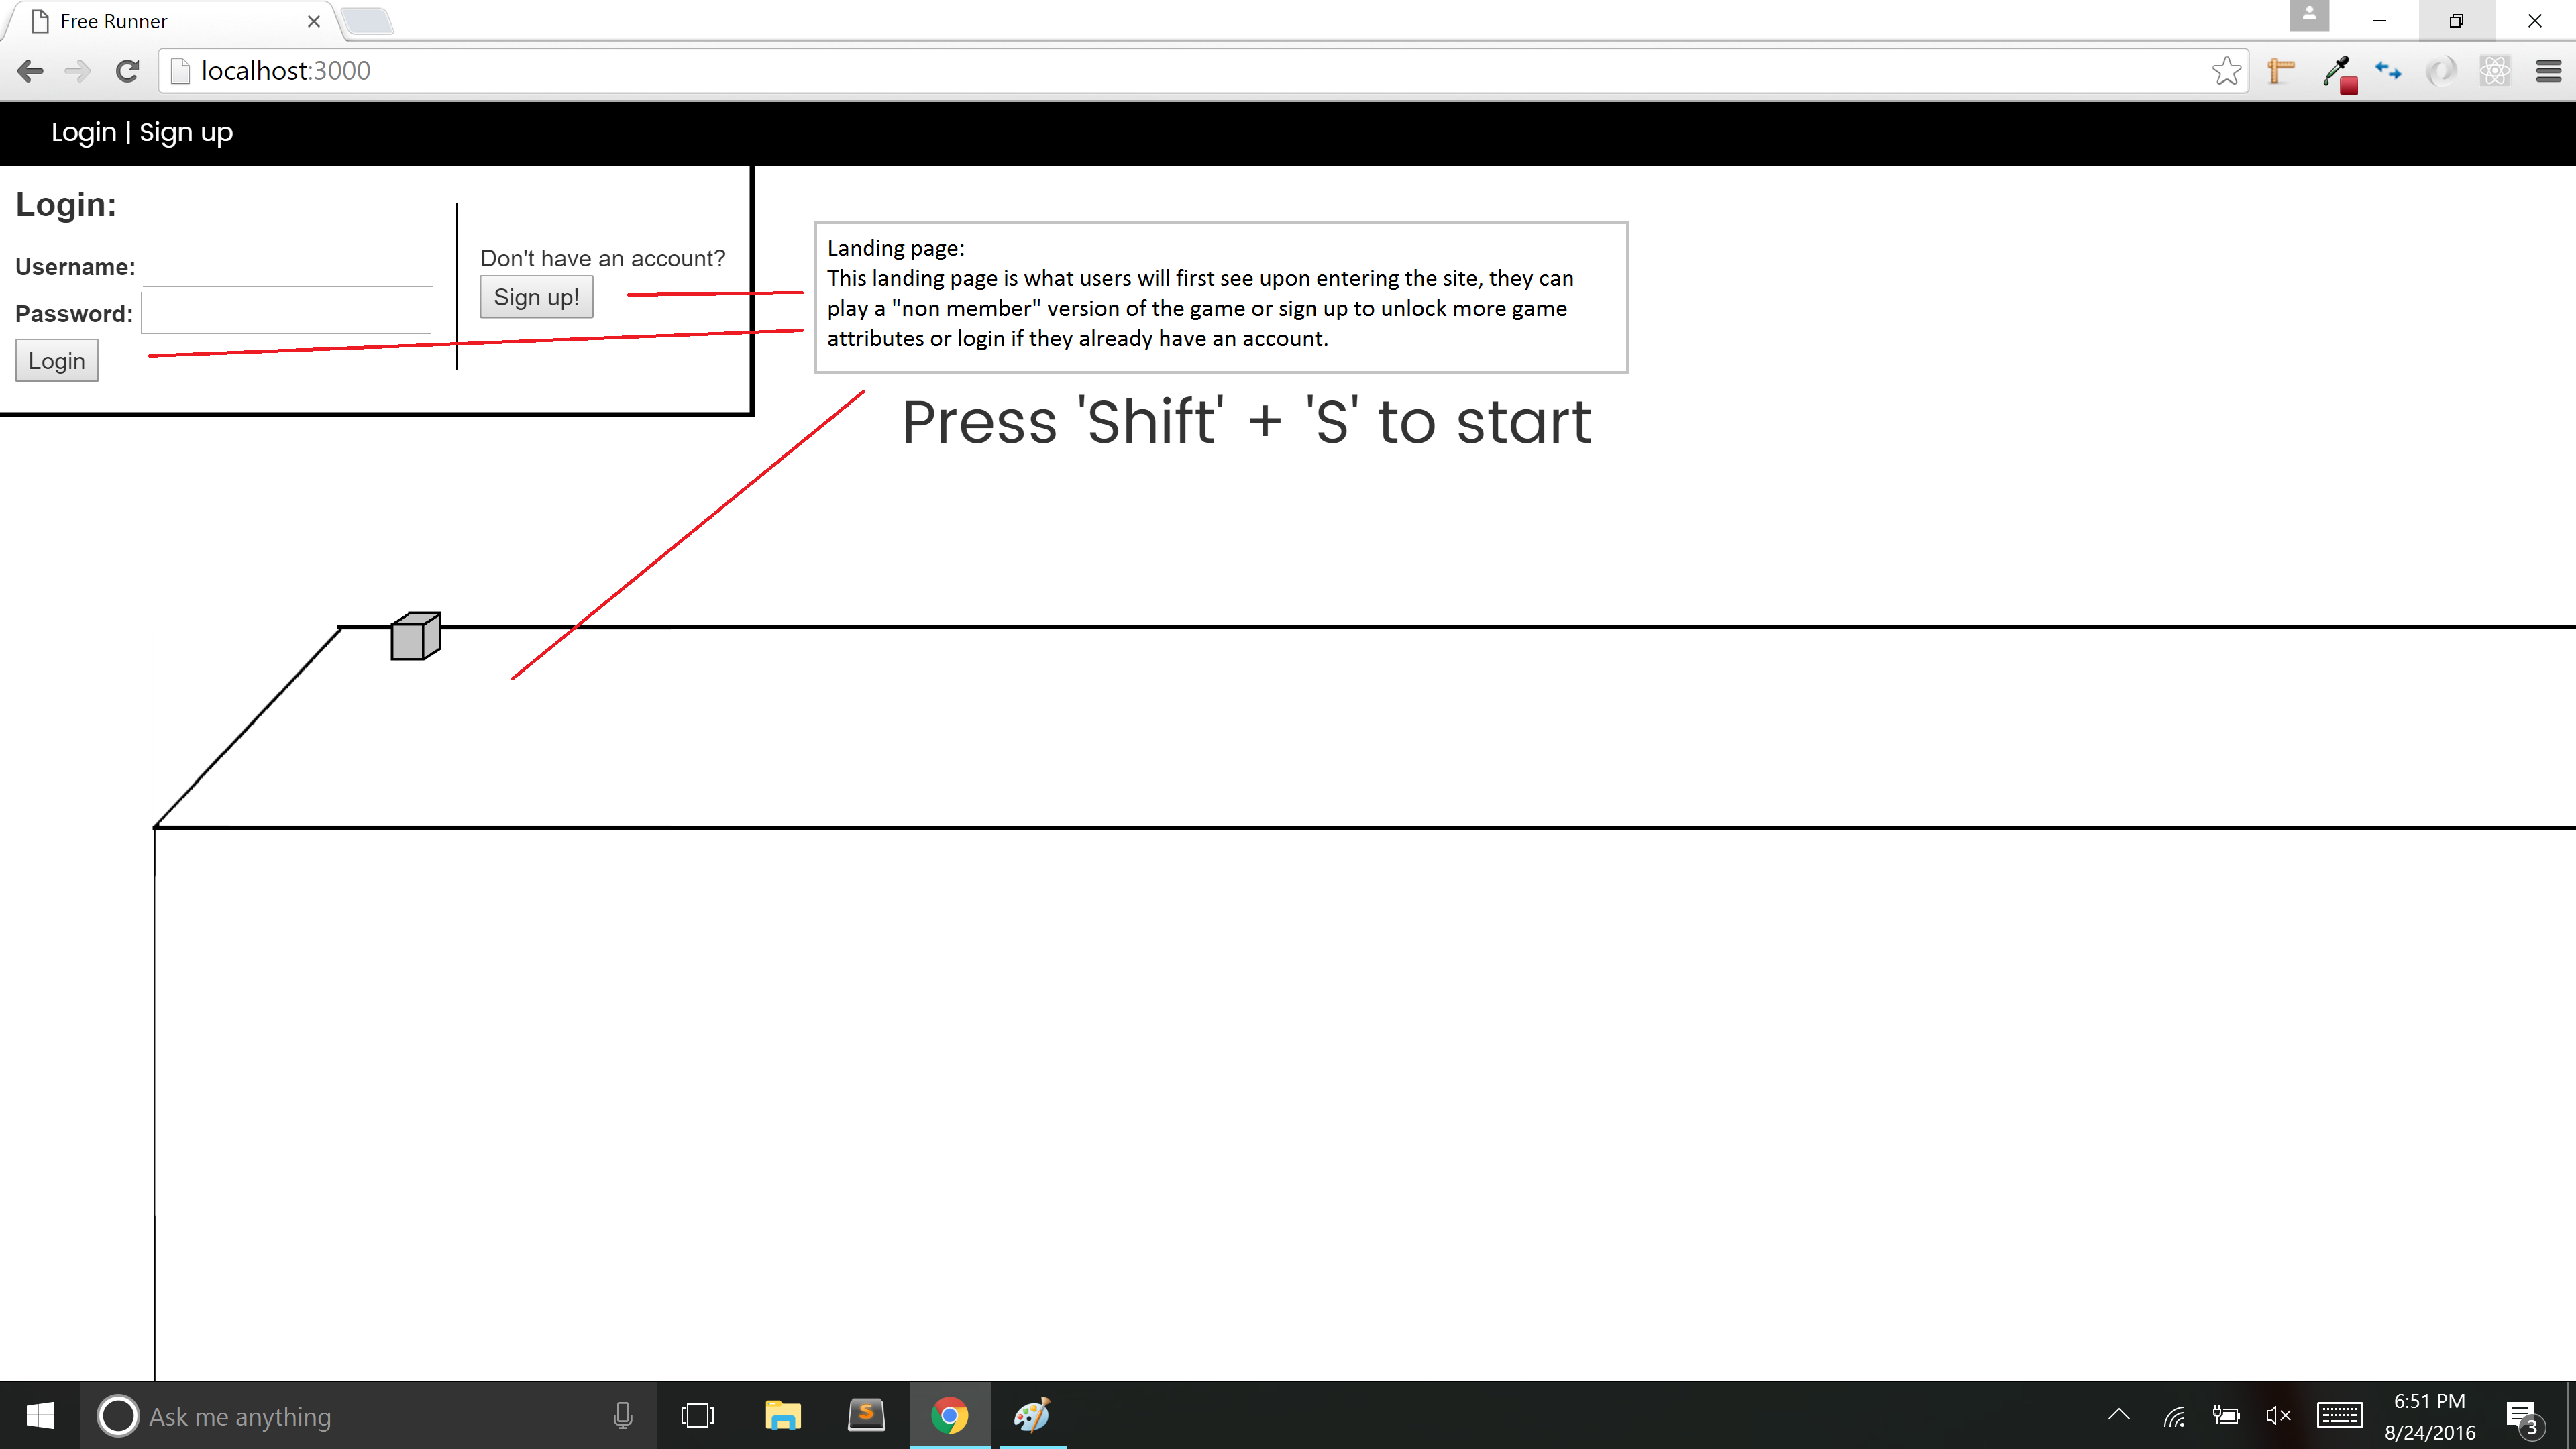 Free Runner
localhost:3000
Login | Sign up
Login:
Username:
Password:
Login
Don't have an account?
Sign up!
Landing page:
This landing page is what users will first see upon entering the site, they can
play a "non member" version of the game or sign up to unlock more game
attributes or login if they already have an account.
Press 'Shift' + 'S' to start
Ask me anything
S
6:51 PM
8/24/2016
3